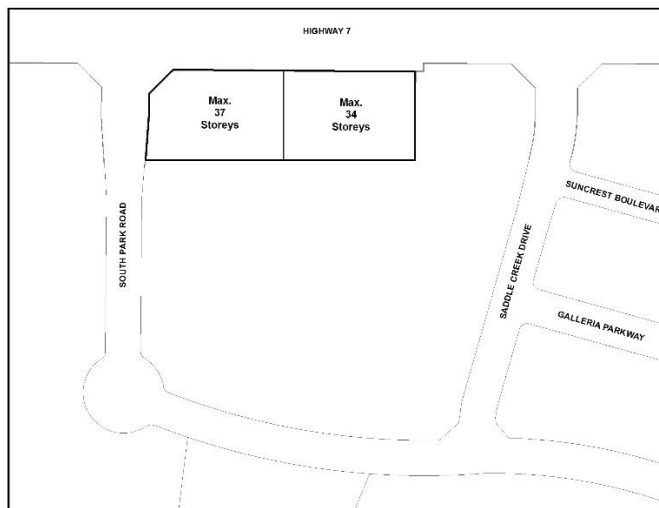 HIGHWAY 7
Max.
37
Storeys
Max.
34
Storeys
SOUTH PARK ROAD
SADDLE CREEK DRIVE
SUNCREST BOULEVAR
GALLERIA PARKWAY